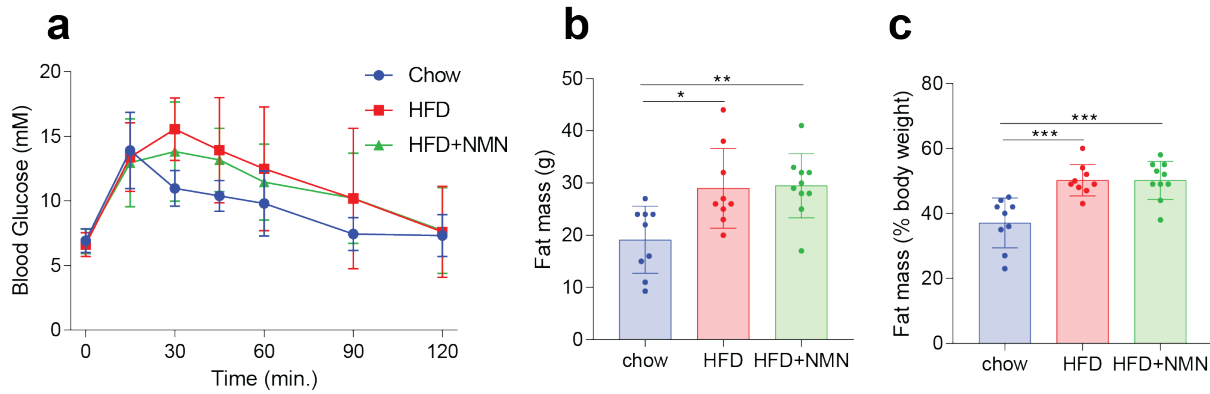 a
Blood Glucose (mM)
20
15
10
5
0
0 30 60 90 120
Time (min.)
Chow
HFD
HFD+NMN
b
Fat mass (g)
50
40
30
20
10
0
**
*
chow HFD HFD+NMN
c
Fat mass (% body weight)
80
60
40
20
0
***
***
chow HFD HFD+NMN